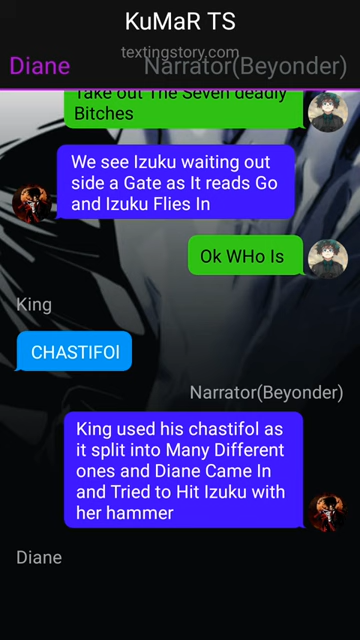 KuMaR TS
textingstory.com
Diane
Narrator(Beyonder)
Take out The Seven deadly
Bitches
We see Izuku waiting out
side a Gate as It reads Go
and Izuku Flies In
Ok WHo Is
King
CHASTIFOl
Narrator(Beyonder)
King used his chastifol as
it split into Many Different
ones and Diane Came In
and Tried to Hit Izuku with
her hammer
Diane